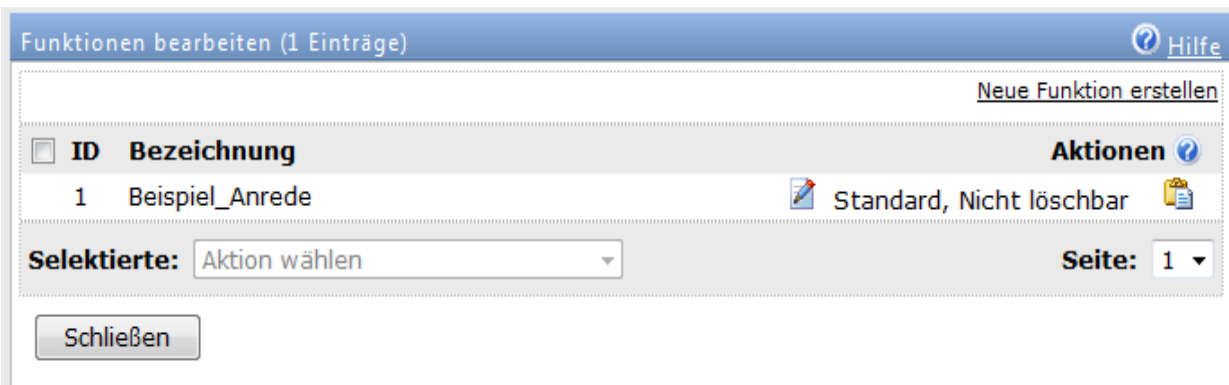 Funktionen bearbeiten (1 Einträge) Hilfe
Neue Funktion erstellen
ID Bezeichnung Aktionen
1 Beispiel_Anrede Standard, Nicht löschbar
Selektierte: Aktion wählen Seite: 1
Schließen